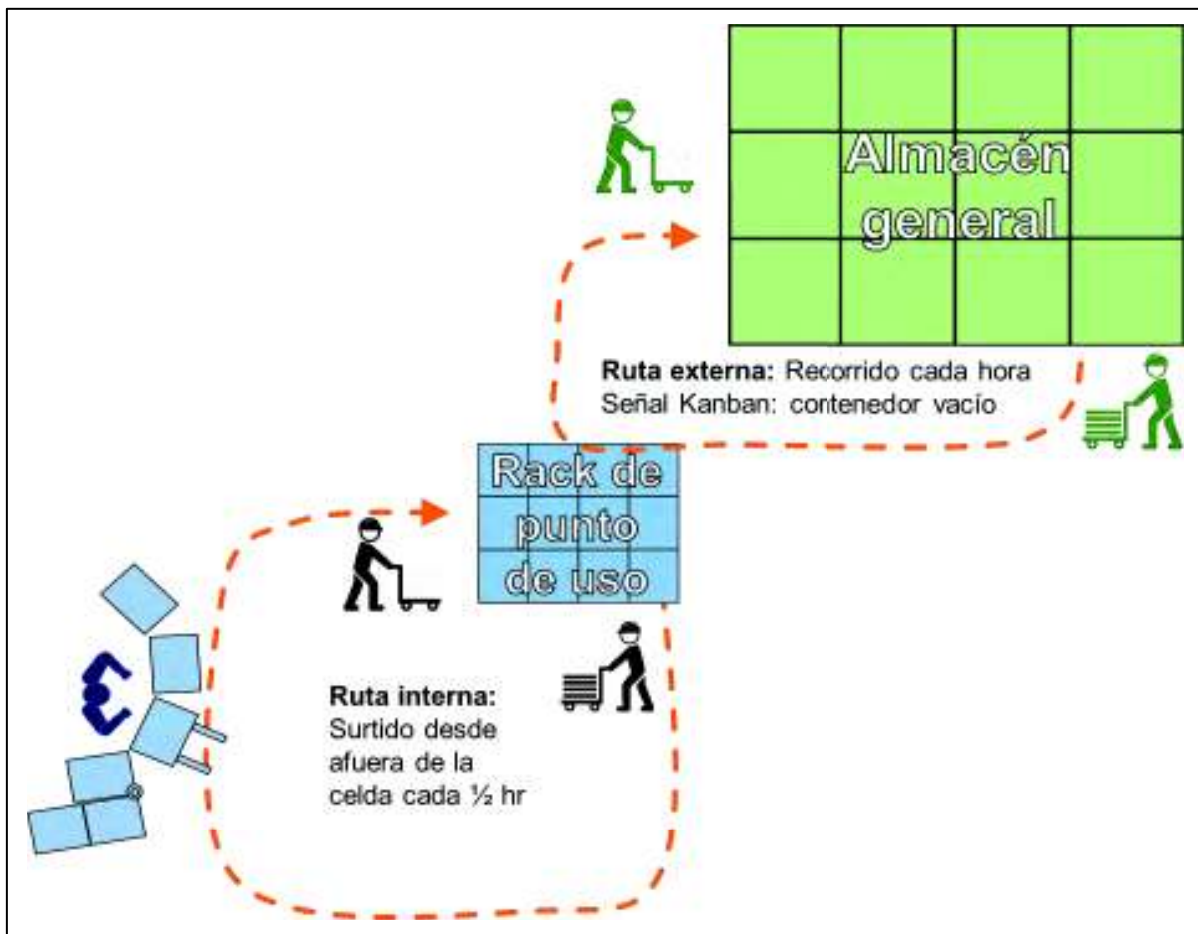 Almacén
general
Ruta externa: Recorrido cada hora
Señal Kanban: contenedor vacío
Rack de
punto
de uso
Ruta interna:
Surtido desde
afuera de la
celda cada ½ hr